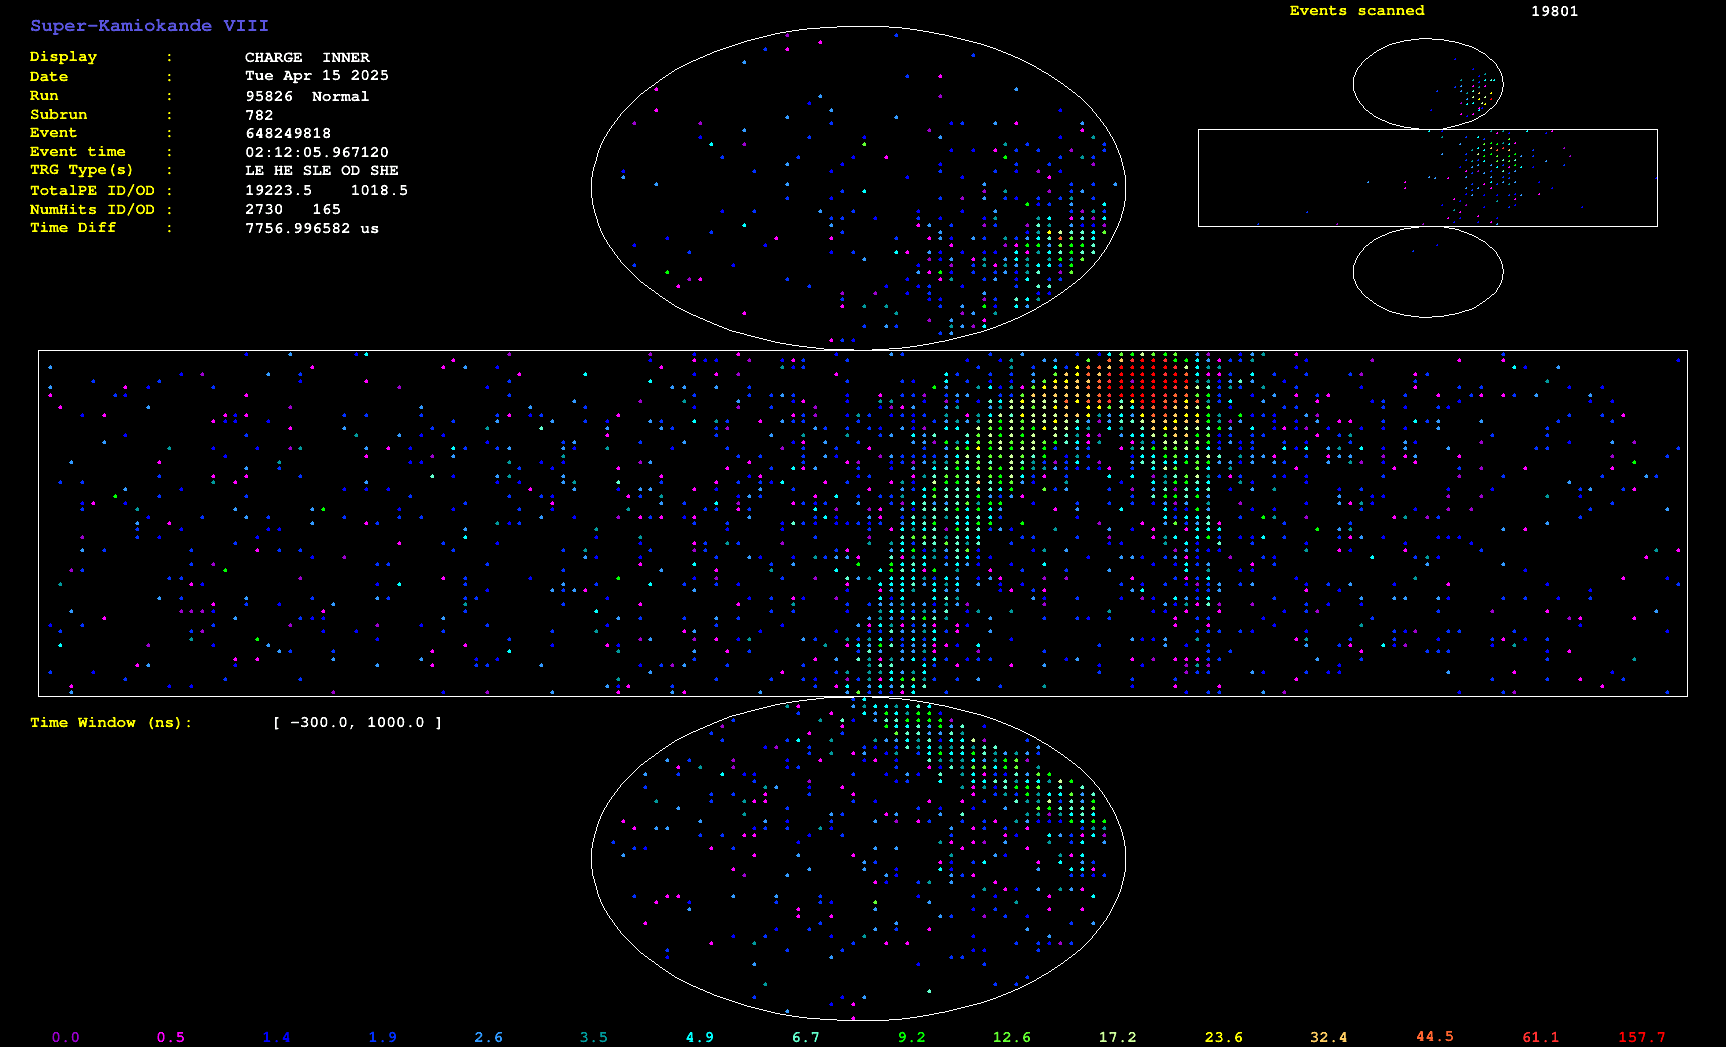 Super-Kamiokande VIII
Events scanned 19801
Display : CHARGE INNER
Date : Tue Apr 15 2025
Run : 95826 Normal
Subrun : 782
Event : 648249818
Event time : 02:12:05.967120
TRG Type(s) : LE HE SLE OD SHE
TotalPE ID/OD : 19223.5 1018.5
NumHits ID/OD : 2730 165
Time Diff : 7756.996582 us
Time Window (ns): [ -300.0, 1000.0 ]
0.0 0.5 1.4 1.9 2.6 3.5 4.9 6.7 9.2 12.6 17.2 23.6 32.4 44.5 61.1 157.7